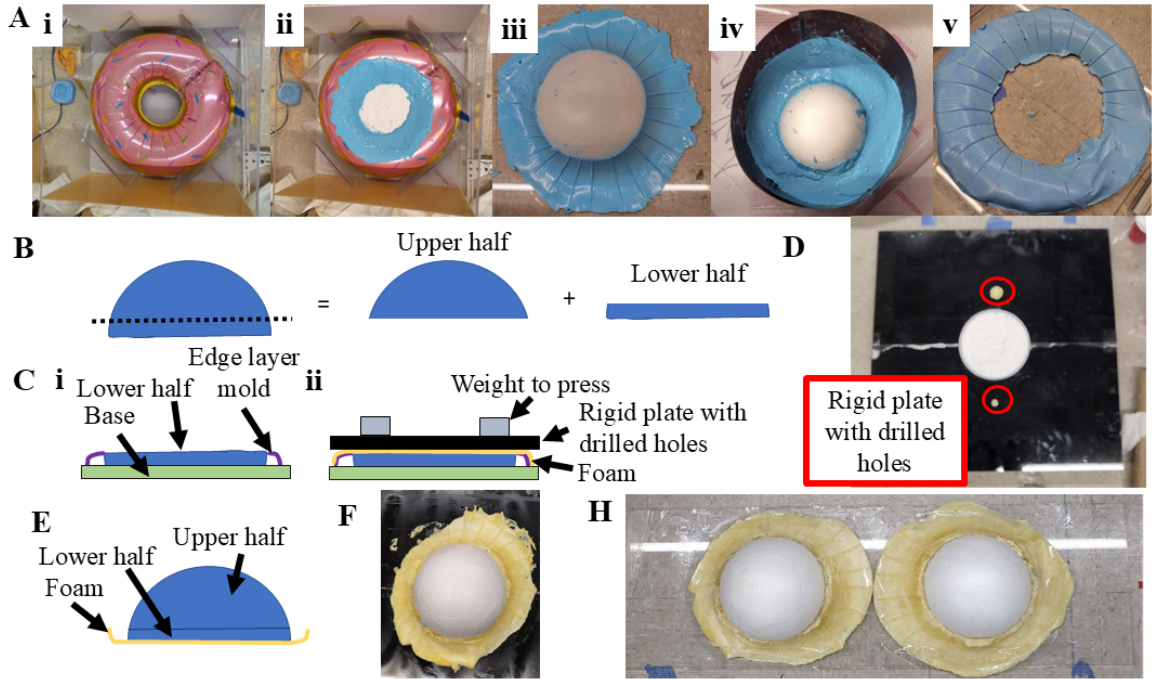 A
i
ii
iii
iv
v
B
Upper half
=
+
Lower half
D
C
i
Lower half
Base
Edge layer
mold
ii
Weight to press
Rigid plate with
drilled holes
Foam
Rigid plate
with drilled
holes
E
Lower half
Foam
Upper half
F
H